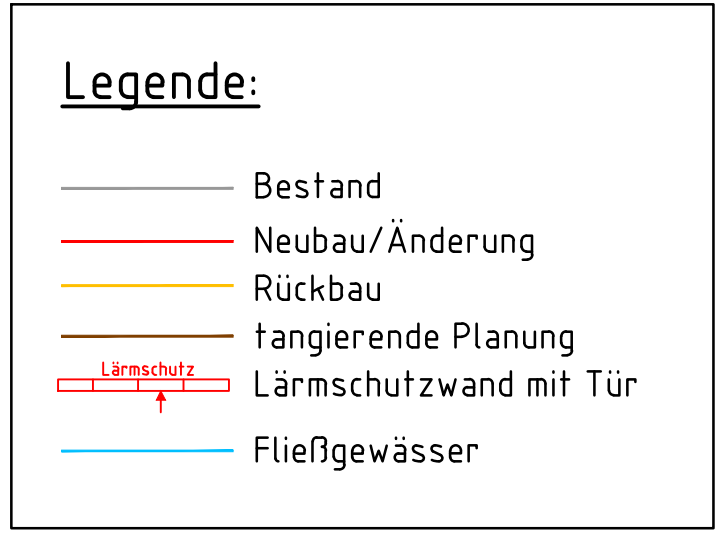 Legende:
Bestand
Neubau/Änderung
Rückbau
tangierende Planung
Lärmschutz
Lärmschutzwand mit Tür
Fließgewässer